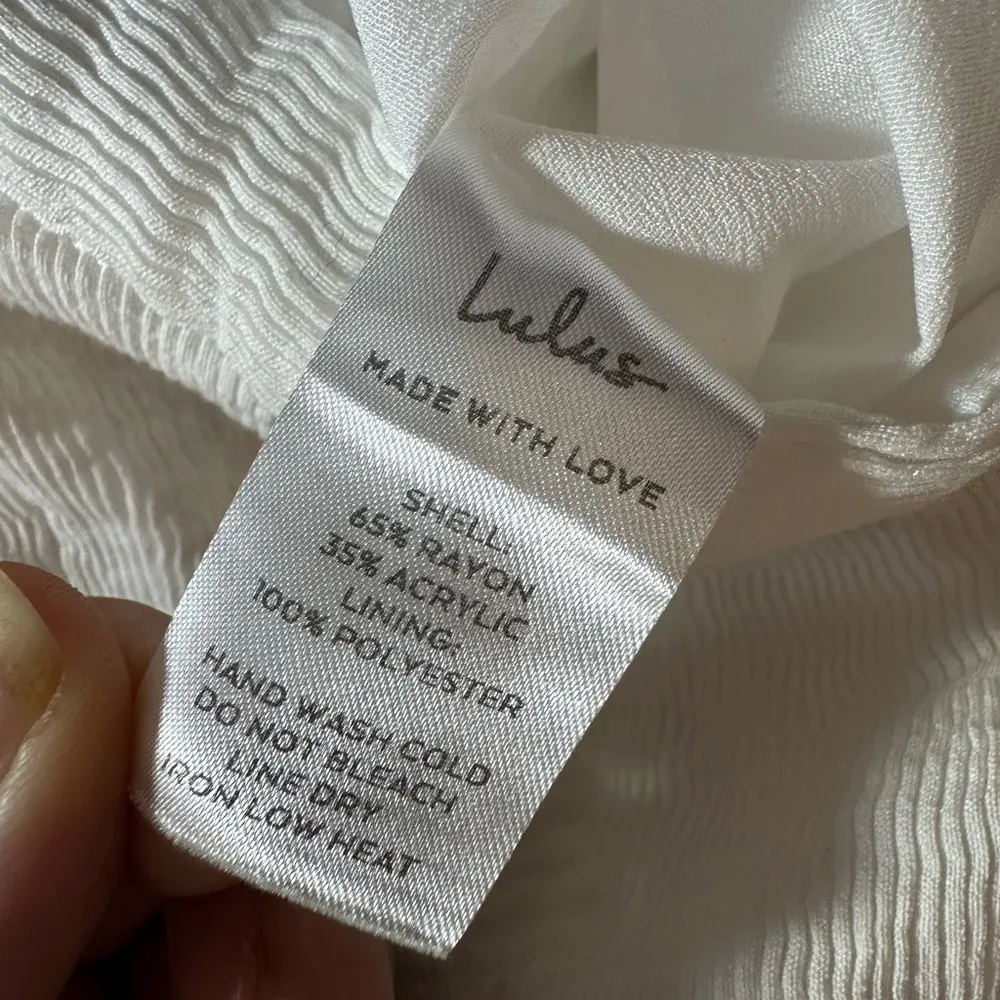 Lulus
MADE WITH LOVE
SHELL:
65% RAYON
35% ACRYLIC
LINING:
100% POLYESTER
HAND WASH COLD
DO NOT BLEACH
LINE DRY
IRON LOW HEAT